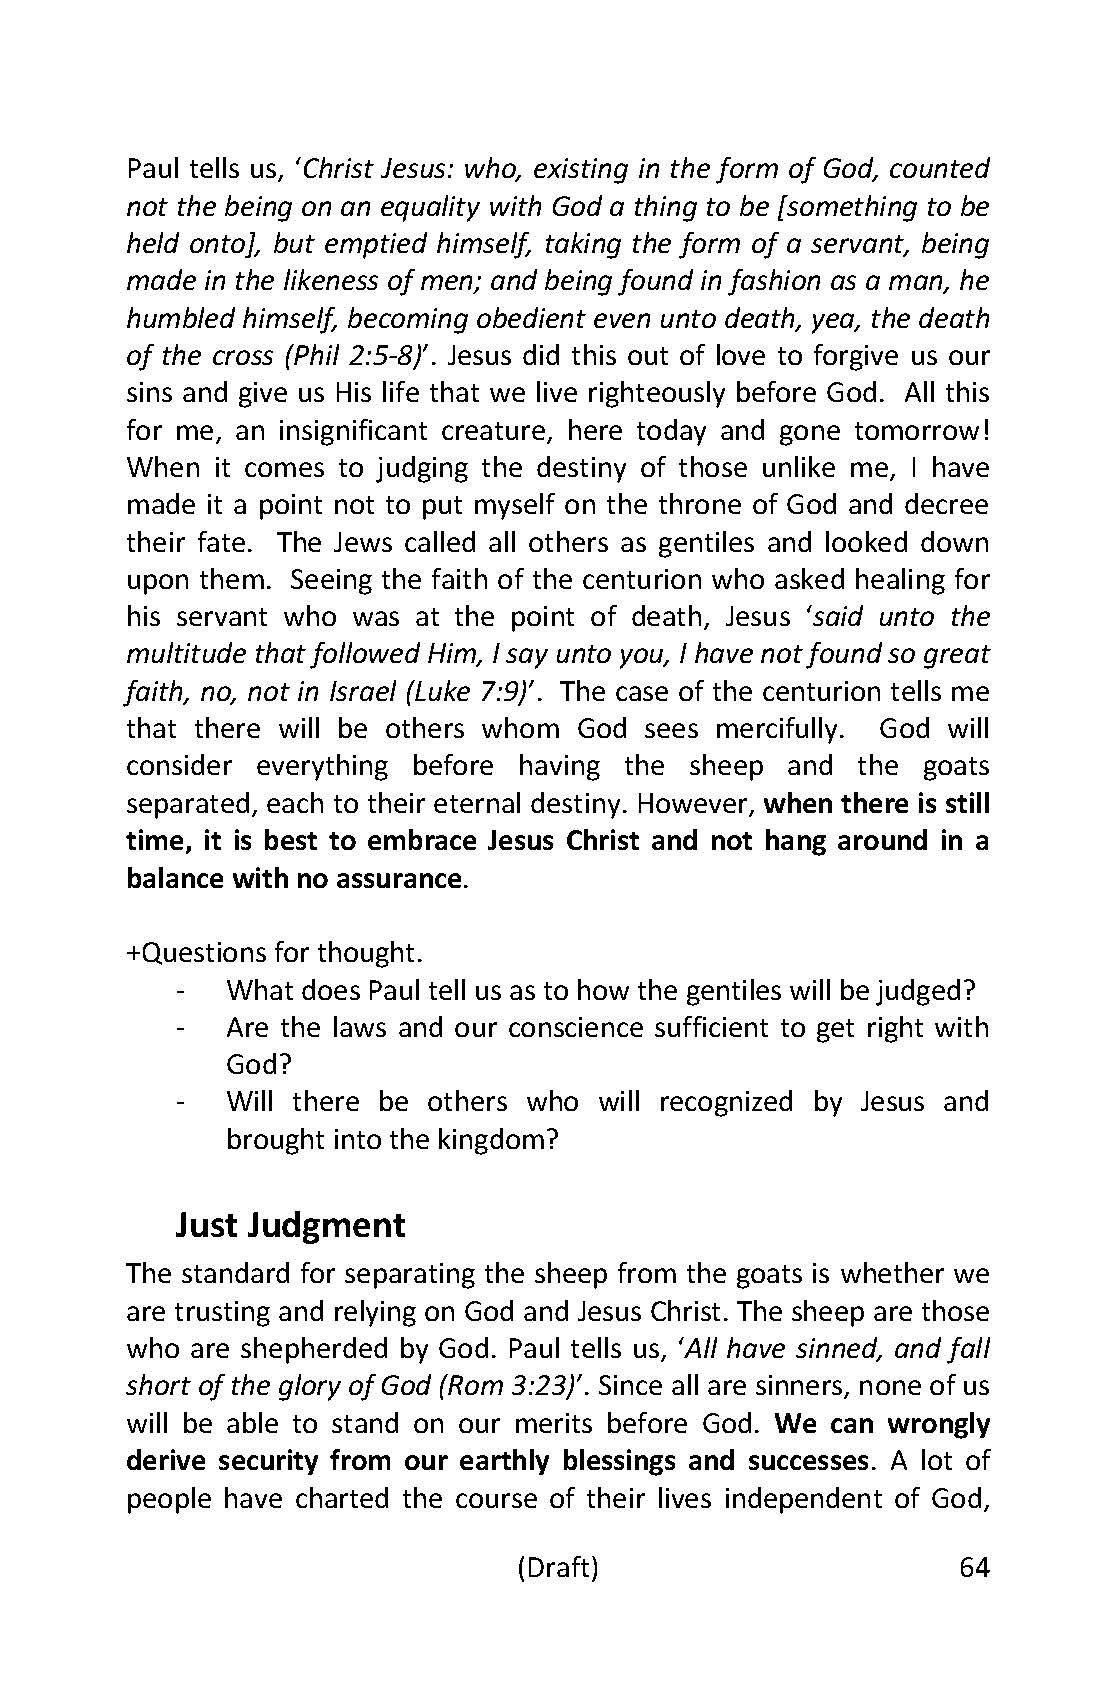 Paul tells us, ‘Christ Jesus: who, existing in the form of God, counted
not the being on an equality with God a thing to be [something to be
held onto], but emptied himself, taking the form of a servant, being
made in the likeness of men; and being found in fashion as a man, he
humbled himself, becoming obedient even unto death, yea, the death
of the cross (Phil 2:5-8)’. Jesus did this out of love to forgive us our
sins and give us His life that we live righteously before God.  All this
for me, an insignificant creature, here today and gone tomorrow!
When it comes to judging the destiny of those unlike me, I have
made it a point not to put myself on the throne of God and decree
their fate.  The Jews called all others as gentiles and looked down
upon them.  Seeing the faith of the centurion who asked healing for
his servant who was at the point of death, Jesus ‘said unto the
multitude that followed Him, I say unto you, I have not found so great
faith, no, not in Israel (Luke 7:9)’.  The case of the centurion tells me
that there will be others whom God sees mercifully.  God will
consider everything before having the sheep and the goats
separated, each to their eternal destiny. However, when there is still
time, it is best to embrace Jesus Christ and not hang around in a
balance with no assurance.
+Questions for thought.
- What does Paul tell us as to how the gentiles will be judged?
- Are the laws and our conscience sufficient to get right with
God?
- Will there be others who will recognized by Jesus and
brought into the kingdom?
Just Judgment
The standard for separating the sheep from the goats is whether we
are trusting and relying on God and Jesus Christ. The sheep are those
who are shepherded by God. Paul tells us, ‘All have sinned, and fall
short of the glory of God (Rom 3:23)’. Since all are sinners, none of us
will be able to stand on our merits before God. We can wrongly
derive security from our earthly blessings and successes. A lot of
people have charted the course of their lives independent of God,
(Draft) 64